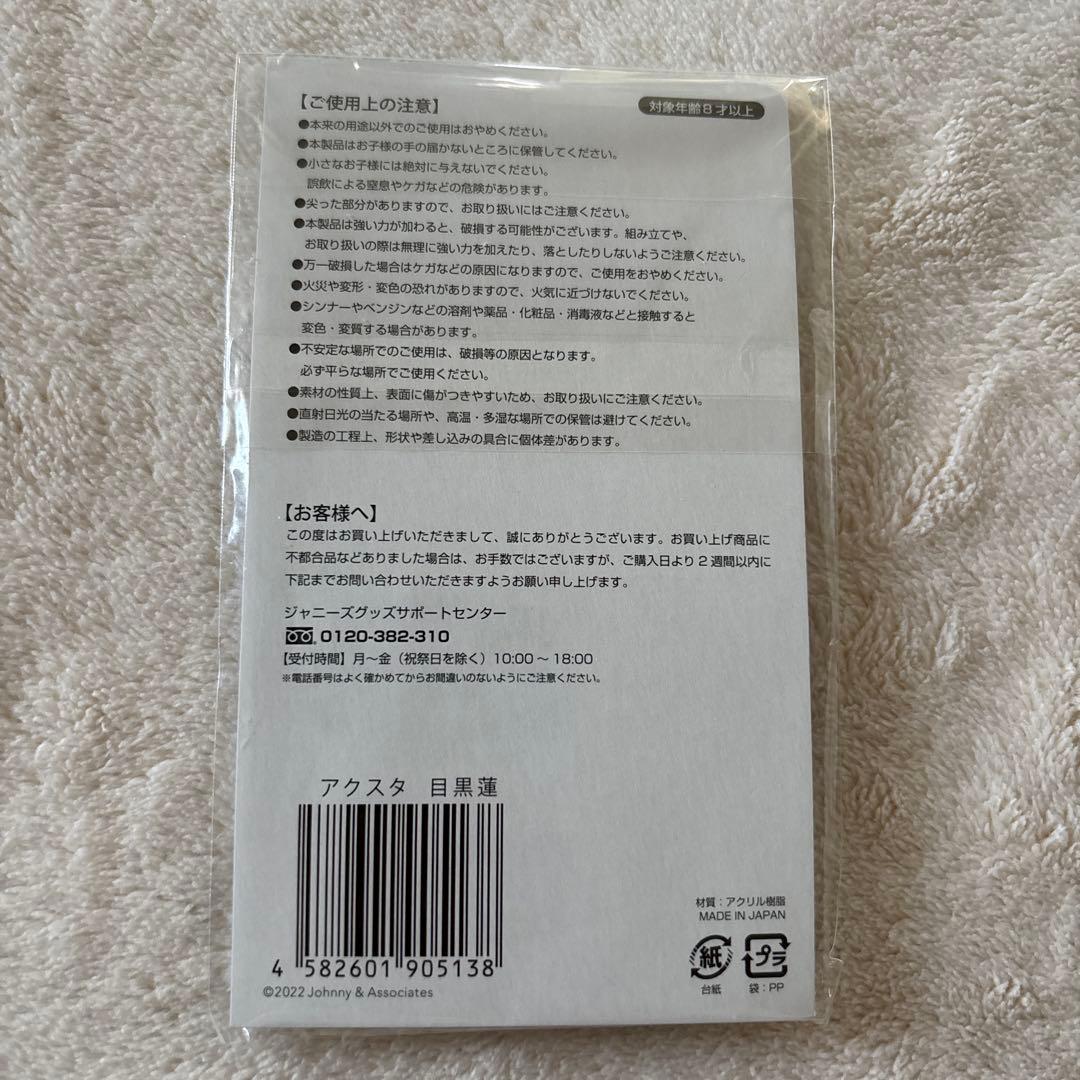 【ご使用上の注意】
対象年齢8才以上
●本来の用途以外でのご使用はおやめください。
●本製品はお子様の手の届かないところに保管してください。
●小さなお子様には絶対に与えないでください。
誤飲による窒息やケガなどの危険があります。
●尖った部分がありますので、お取り扱いにはご注意ください。
●本製品は強い力が加わると、破損する可能性がございます。組み立てや、
お取り扱いの際は無理に強い力を加えたり、落としたりしないようご注意ください。
●万一破損した場合はケガなどの原因になりますので、ご使用をおやめください。
●火災や変形・変色の恐れがありますので、火気に近づけないでください。
●シンナーやベンジンなどの溶剤や薬品・化粧品・消毒液などと接触すると
変色・変質する場合があります。
●不安定な場所でのご使用は、破損等の原因となります。
必ず平らな場所でご使用ください。
●素材の性質上、表面に傷がつきやすいため、お取り扱いにご注意ください。
●直射日光の当たる場所や、高温・多湿な場所での保管は避けてください。
●製造の工程上、形状や差し込みの具合に個体差があります。
【お客様へ】
この度はお買い上げいただきまして、誠にありがとうございます。お買い上げ商品に
不都合品などありました場合は、お手数ではございますが、ご購入日より2週間以内に
下記までお問い合わせいただきますようお願い申し上げます。
ジャニーズグッズサポートセンター
0120-382-310
【受付時間】月〜金（祝祭日を除く）10:00〜18:00
※電話番号はよく確かめてからお間違いのないようにご注意ください。
アクスタ 目黒蓮
4 582601 905138
©2022 Johnny & Associates
材質：アクリル樹脂
MADE IN JAPAN
紙 プラ
台紙 袋：PP